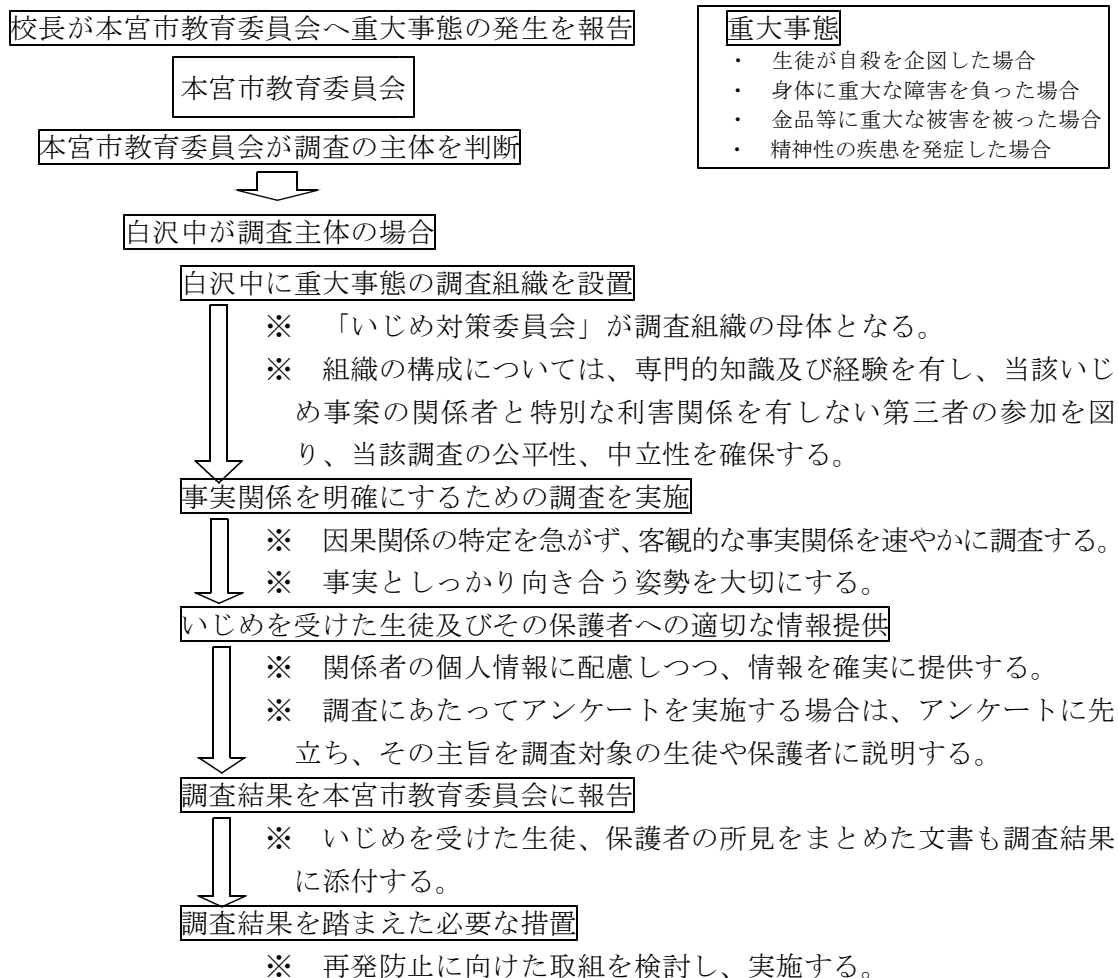 校長が本宮市教育委員会へ重大事態の発生を報告
重大事態
・ 生徒が自殺を企図した場合
・ 身体に重大な障害を負った場合
・ 金品等に重大な被害を被った場合
・ 精神性の疾患を発症した場合
本宮市教育委員会
本宮市教育委員会が調査の主体を判断
白沢中が調査主体の場合
白沢中に重大事態の調査組織を設置
※ 「いじめ対策委員会」が調査組織の母体となる。
※ 組織の構成については、専門的知識及び経験を有し、当該いじ
め事案の関係者と特別な利害関係を有しない第三者の参加を図
り、当該調査の公平性、中立性を確保する。
事実関係を明確にするための調査を実施
※ 因果関係の特定を急がず、客観的な事実関係を速やかに調査する。
※ 事実としっかり向き合う姿勢を大切にする。
いじめを受けた生徒及びその保護者への適切な情報提供
※ 関係者の個人情報に配慮しつつ、情報を確実に提供する。
※ 調査にあたってアンケートを実施する場合は、アンケートに先
立ち、その主旨を調査対象の生徒や保護者に説明する。
調査結果を本宮市教育委員会に報告
※ いじめを受けた生徒、保護者の所見をまとめた文書も調査結果
に添付する。
調査結果を踏まえた必要な措置
※ 再発防止に向けた取組を検討し、実施する。